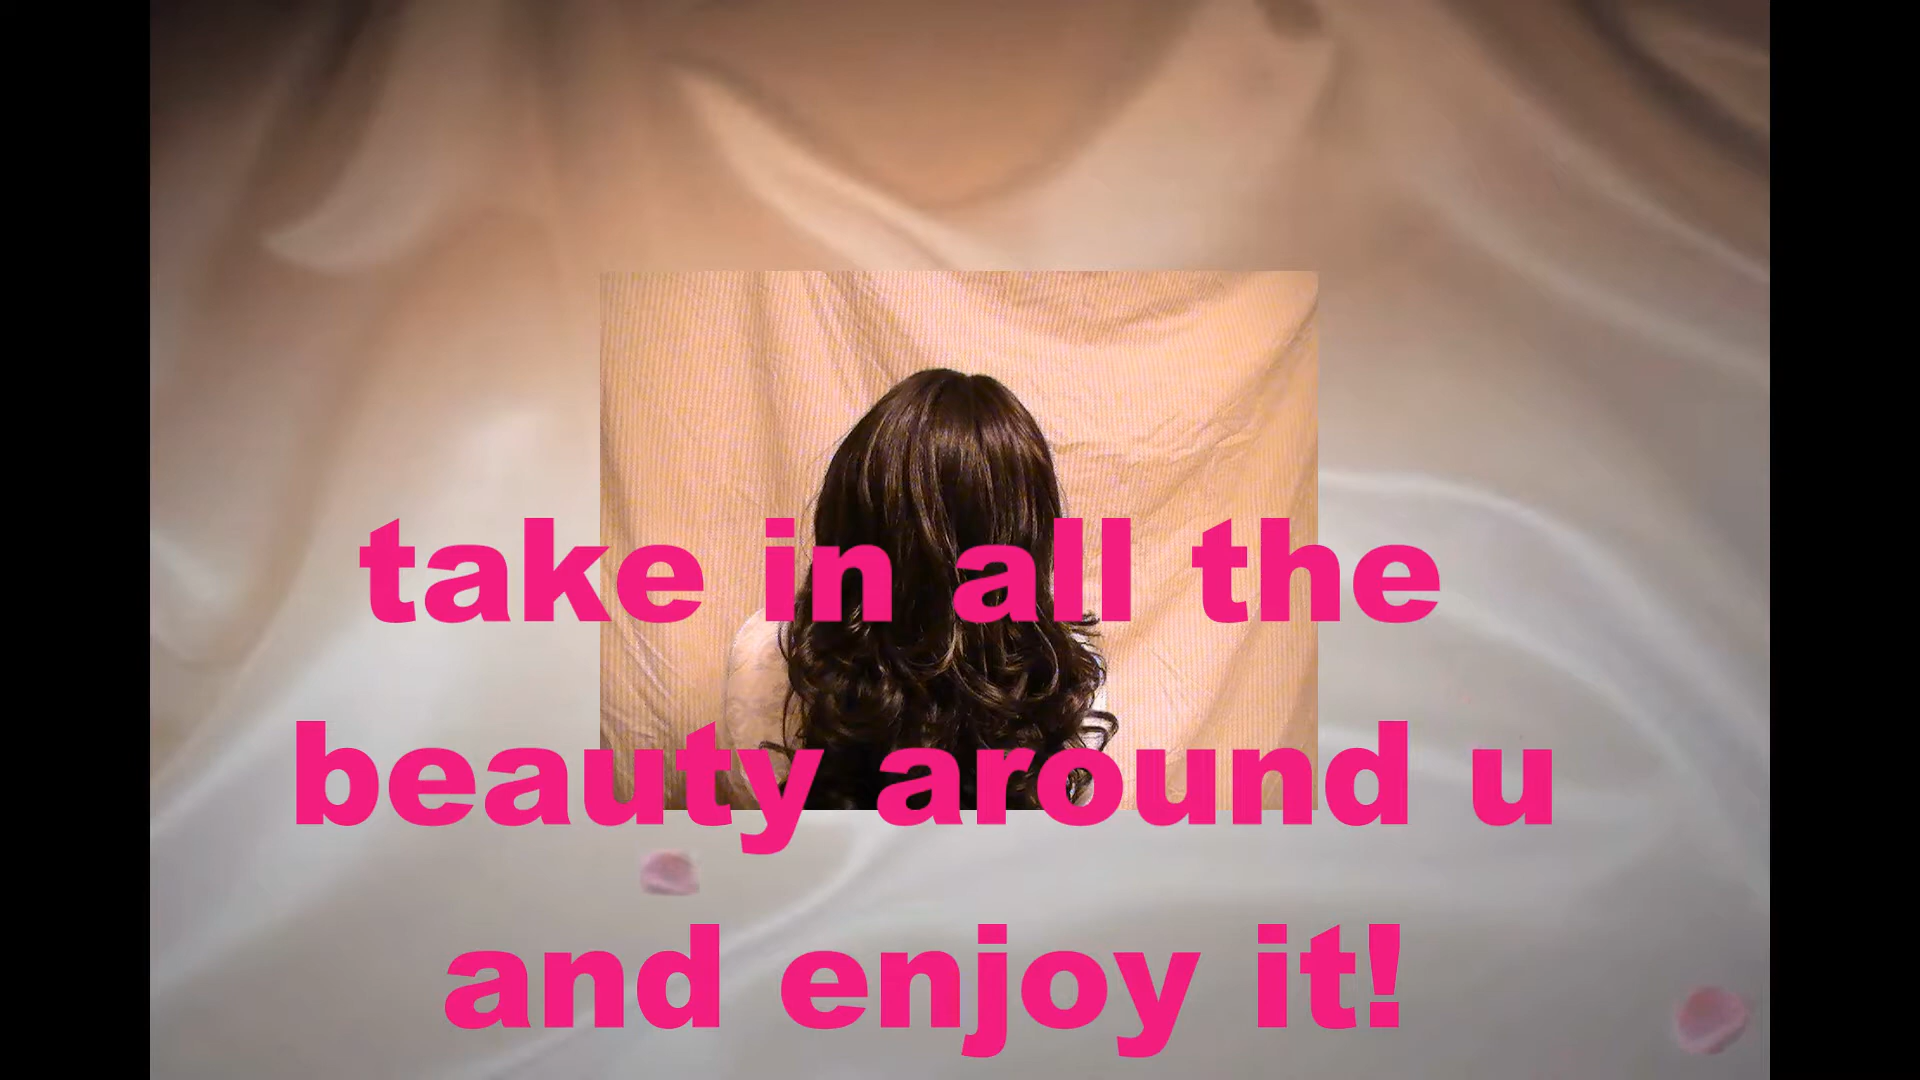 take in all the
beauty around u
and enjoy it!